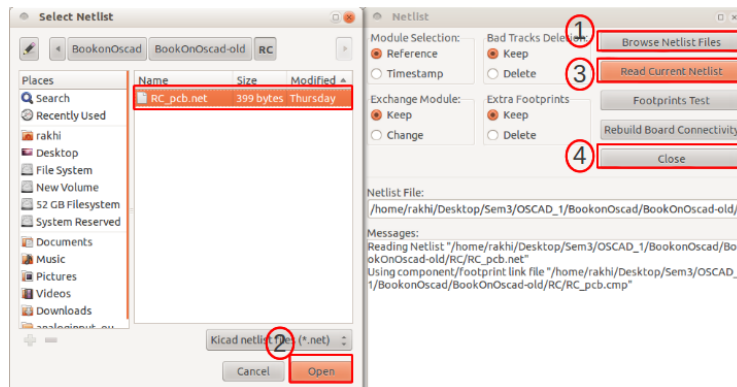 Select Netlist
BookonOscad BookOnOscad-old RC
Places
Search
Recently Used
rakhi
Desktop
File System
New Volume
52 GB Filesystem
System Reserved
Documents
Music
Pictures
Videos
Downloads
Name Size Modified
RC_pcb.net 399 bytes Thursday
2
Kicad netlist files (*.net)
Cancel Open
Netlist
Module Selection:
Reference
Timestamp
Bad Tracks Deletion:
Keep
Delete
Exchange Module:
Keep
Change
Extra Footprints
Keep
Delete
1
Browse Netlist Files
3
Read Current Netlist
Footprints Test
Rebuild Board Connectivity
4
Close
Netlist File:
/home/rakhi/Desktop/Sem3/OSCAD_1/BookonOscad/BookOnOscad-old/
Messages:
Reading Netlist "/home/rakhi/Desktop/Sem3/OSCAD_1/BookonOscad/Bo
okOnOscad-old/RC/RC_pcb.net"
Using component/footprint link file "/home/rakhi/Desktop/Sem3/OSCAD_
1/BookonOscad/BookOnOscad-old/RC/RC_pcb.cmp"